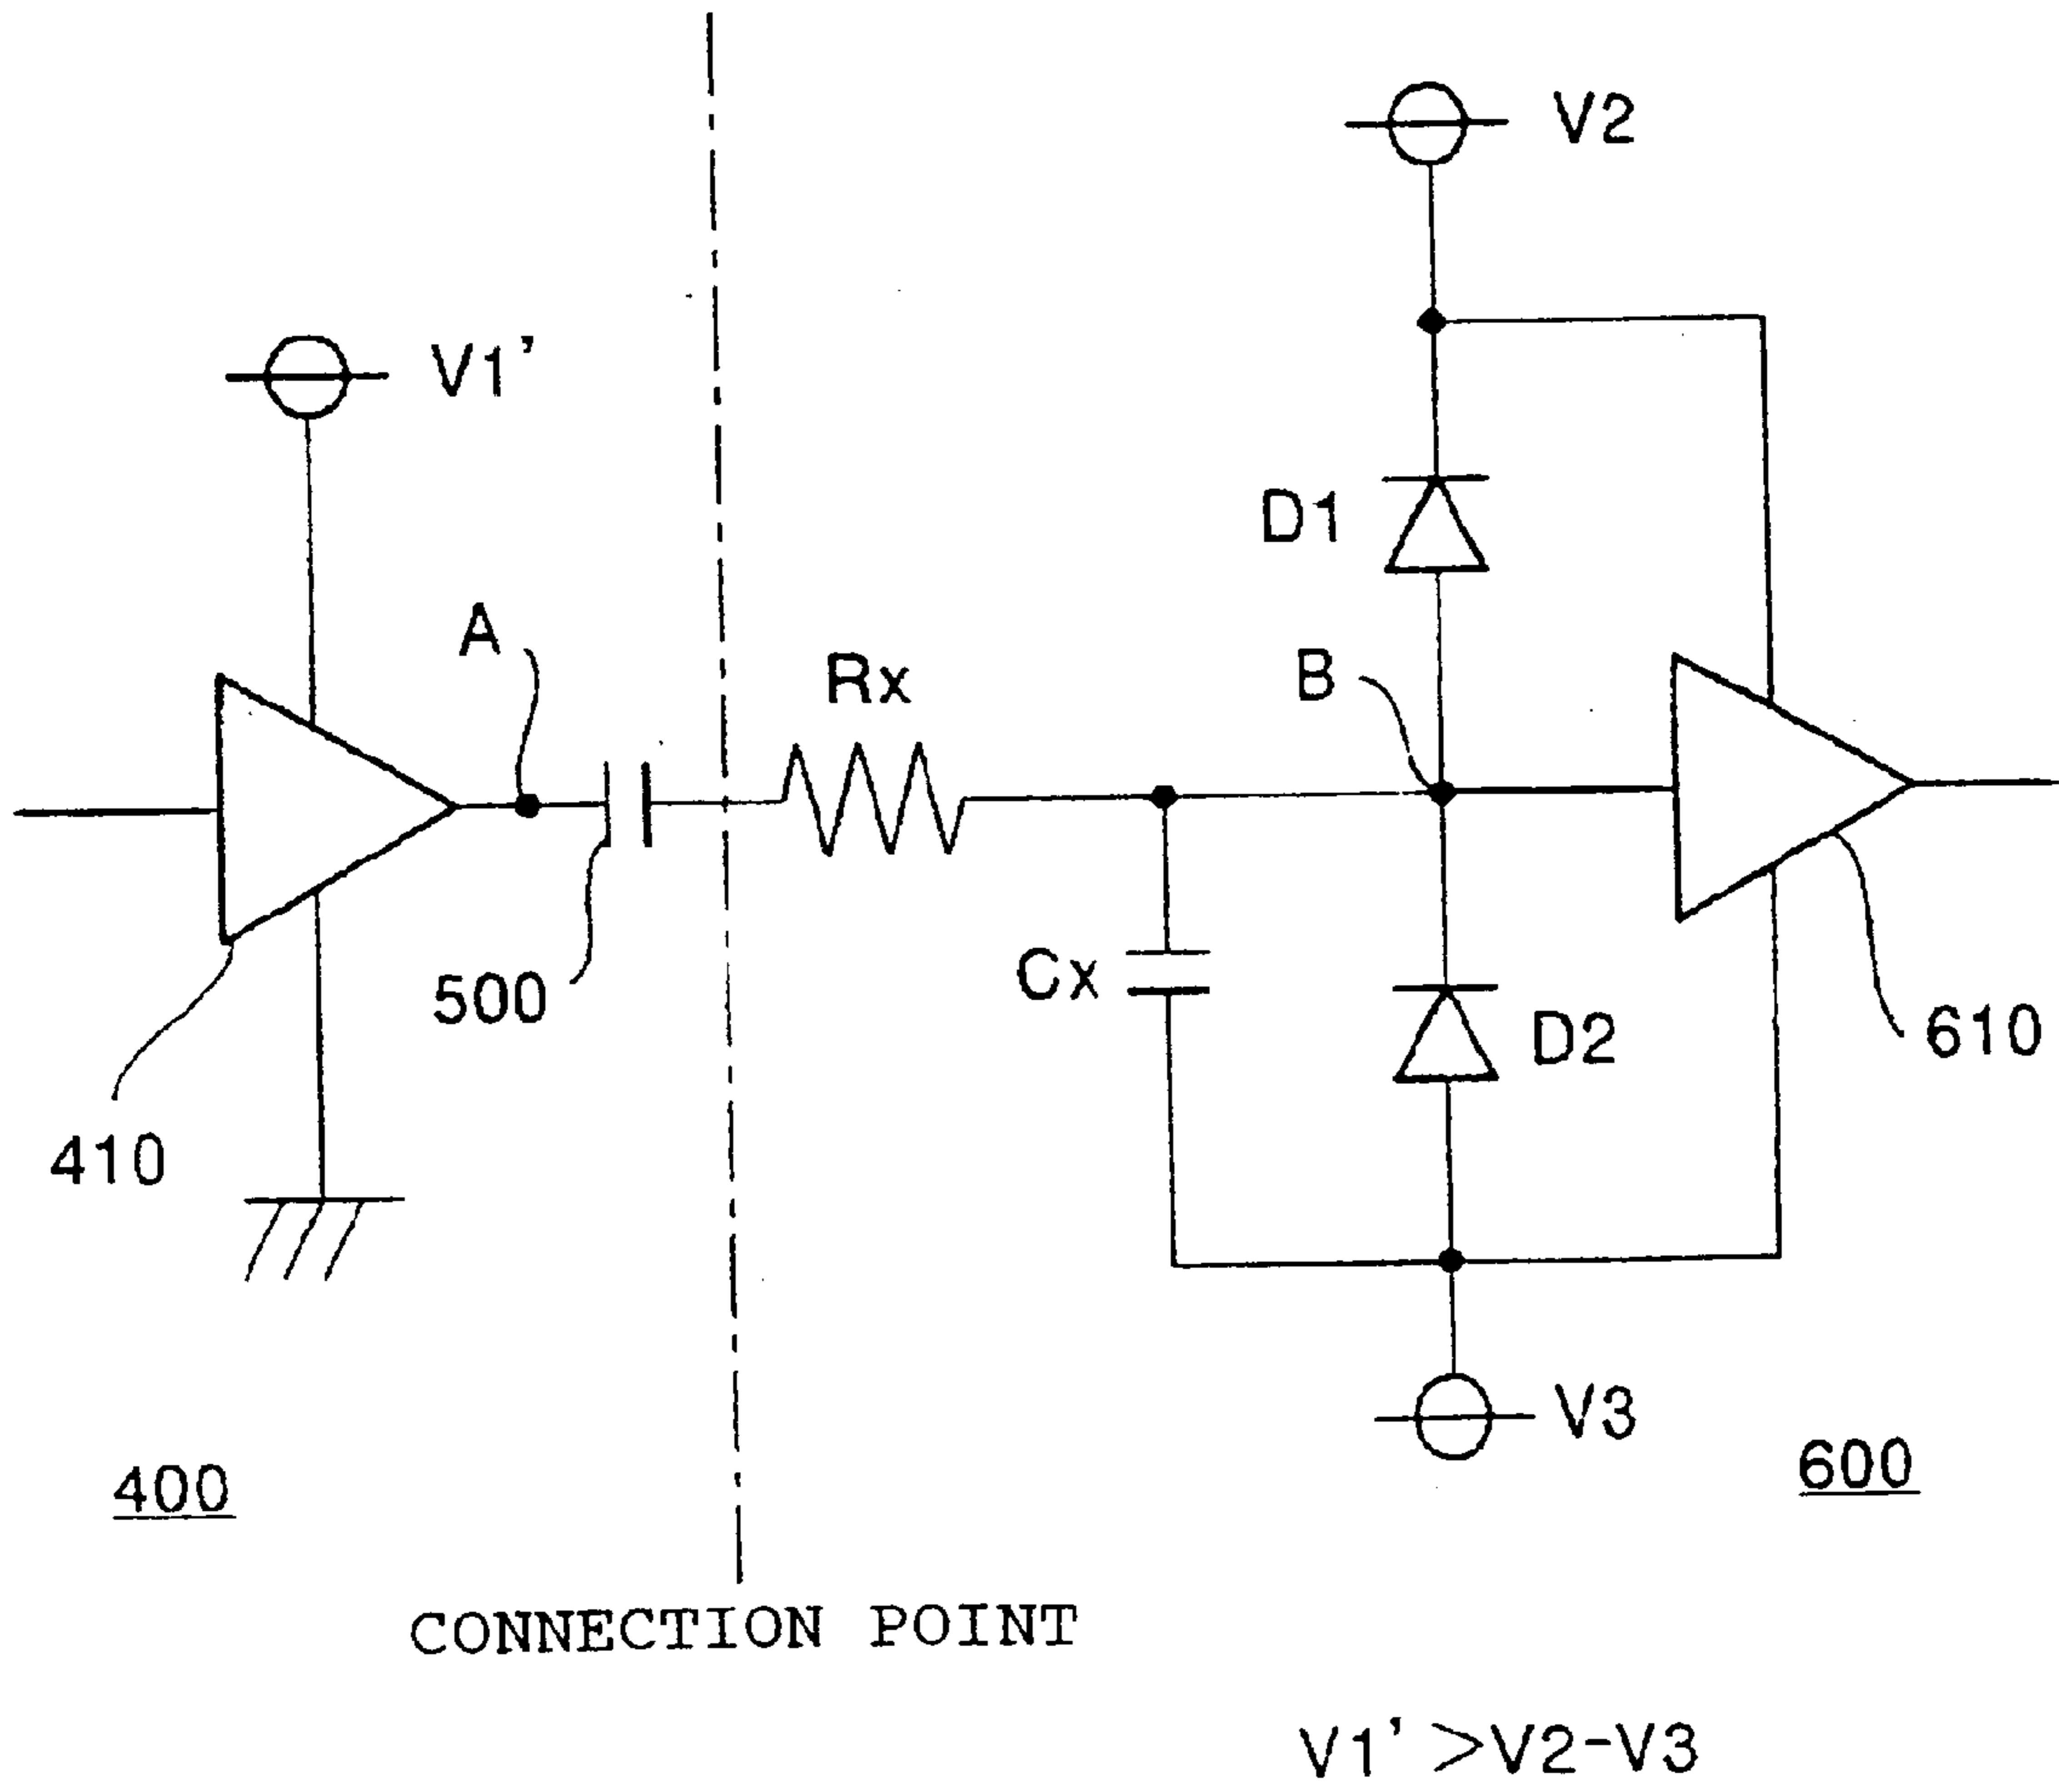 V2
V1’
D1
A
Rx
B
Cx
500
D2
610
410
V3
400
600
CONNECTION POINT
V1’>V2-V3